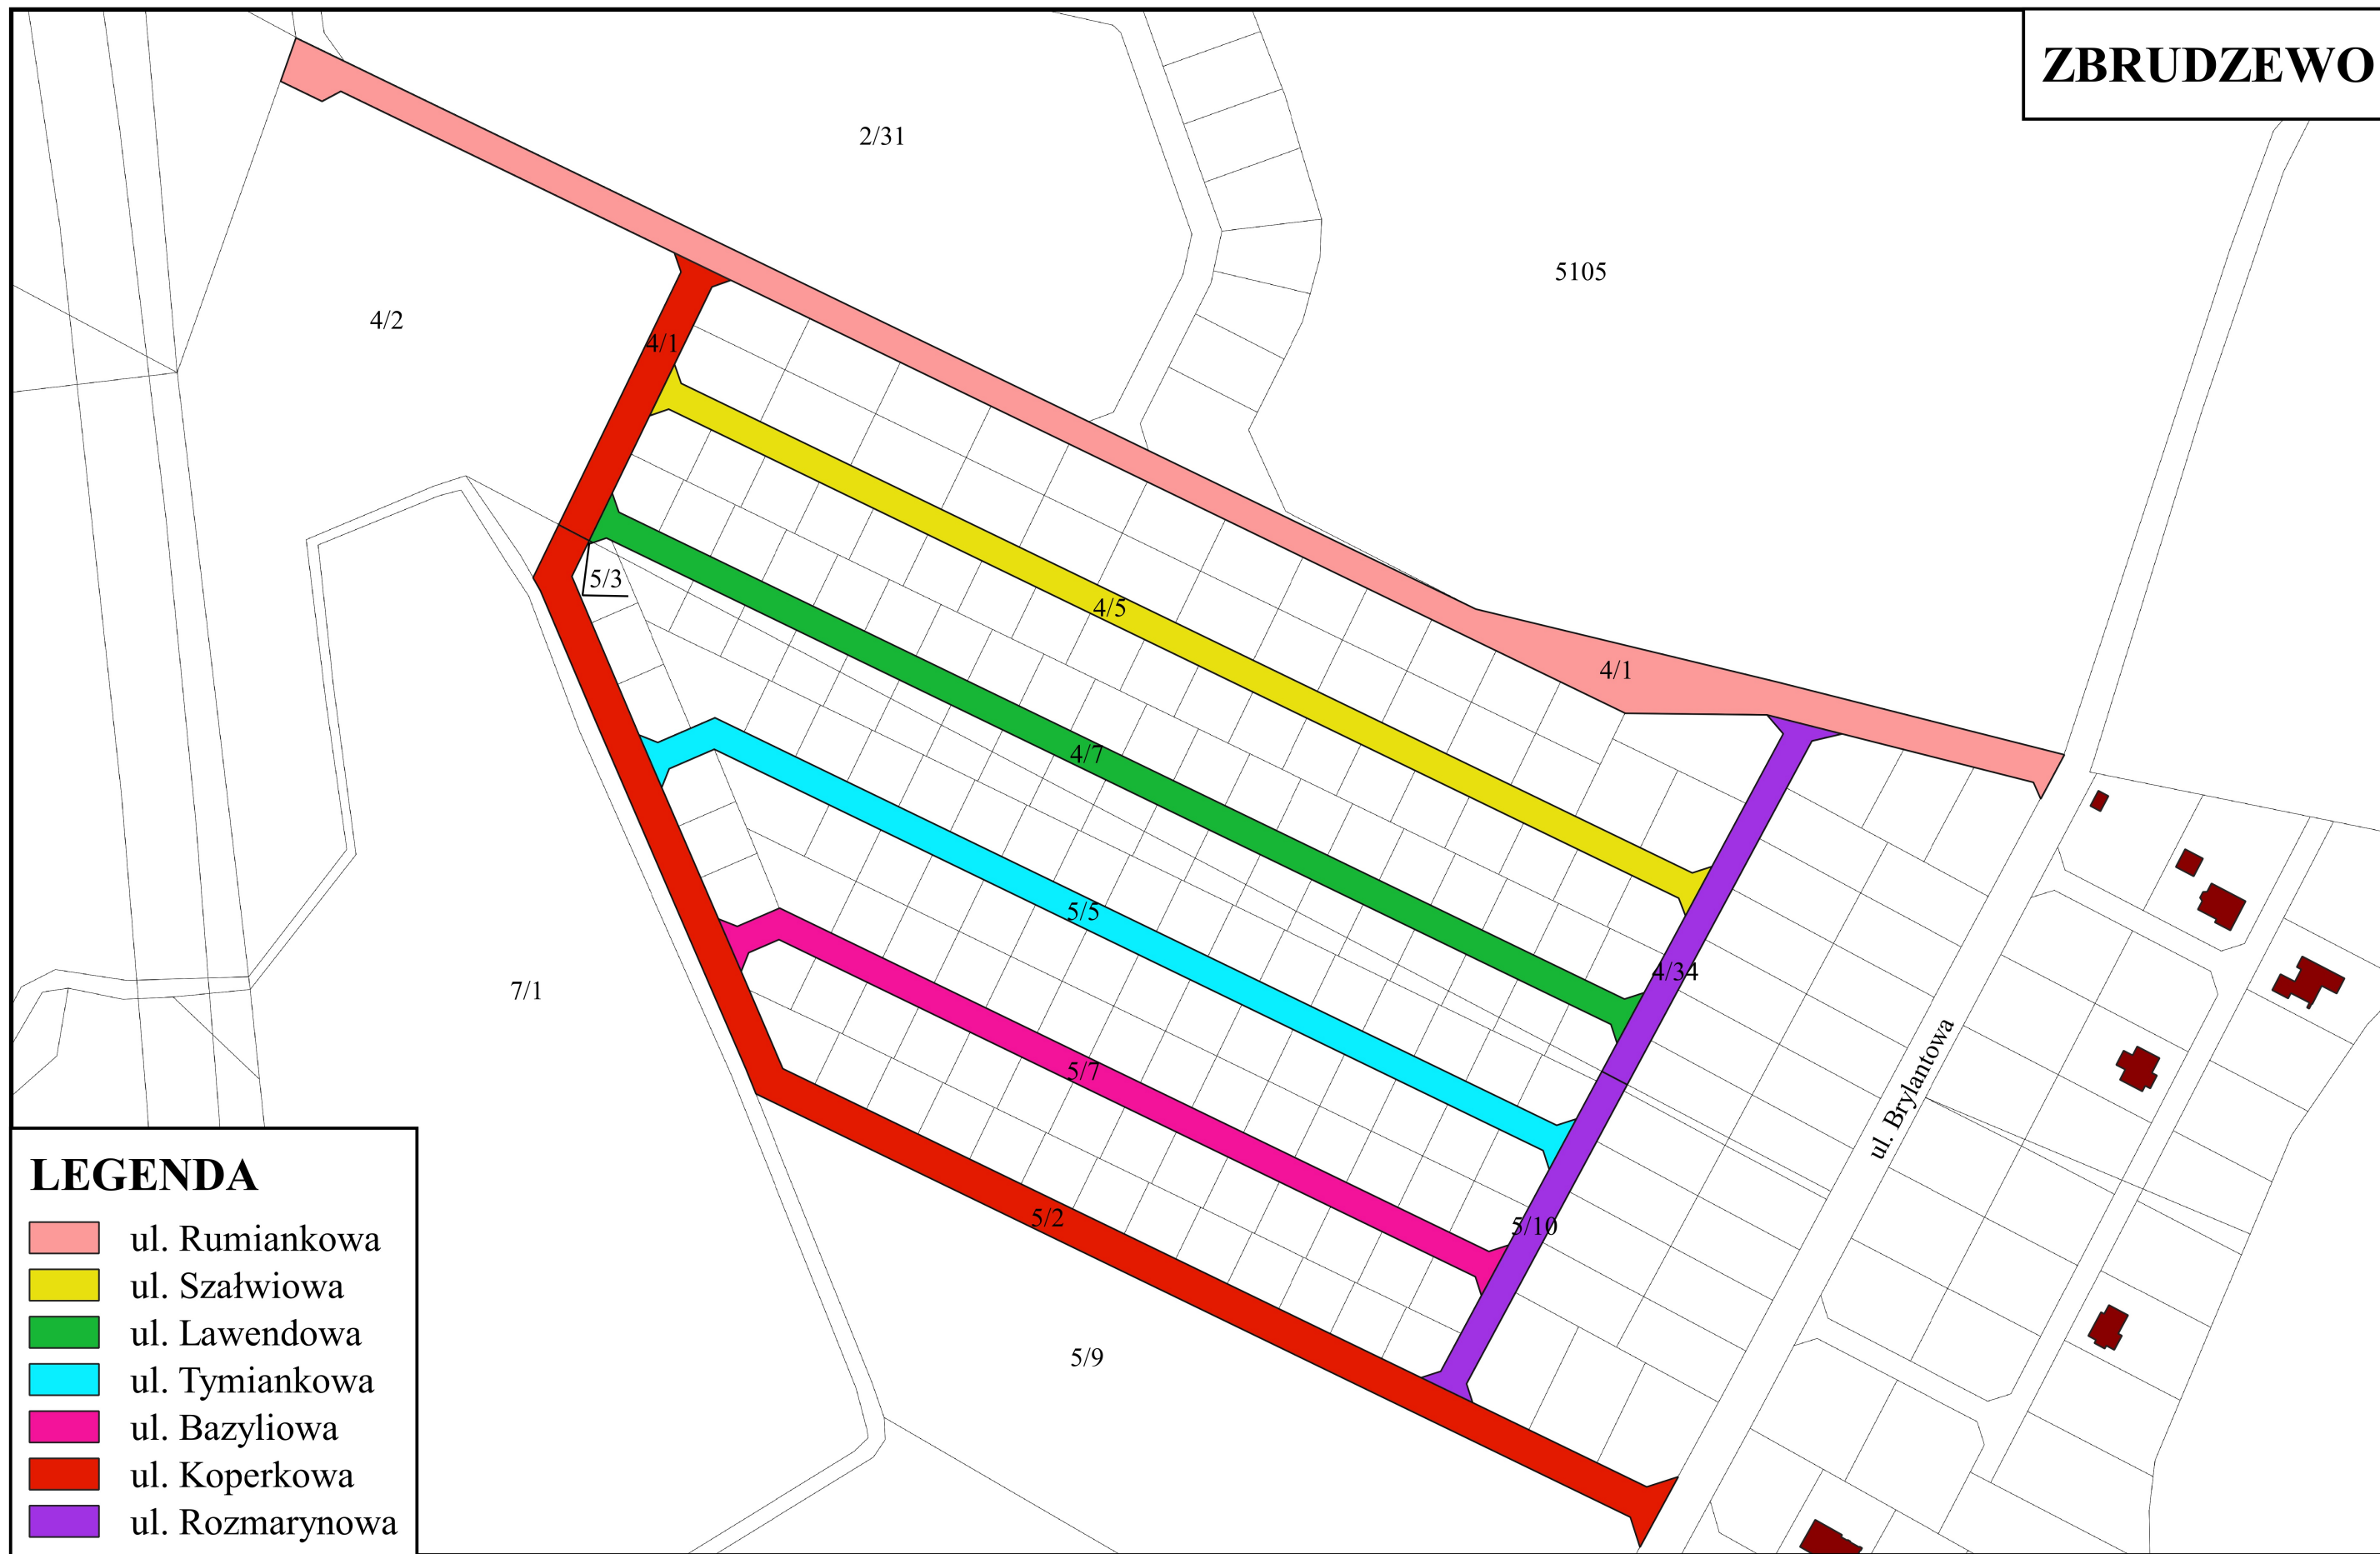 ZBRUDZEWO
2/31
5105
4/2
4/1
5/3
4/5
4/1
4/7
5/5
4/34
7/1
ul. Brylantowa
5/7
5/2
5/10
5/9
LEGENDA
ul. Rumiankowa
ul. Szałwiowa
ul. Lawendowa
ul. Tymiankowa
ul. Bazyliowa
ul. Koperkowa
ul. Rozmarynowa